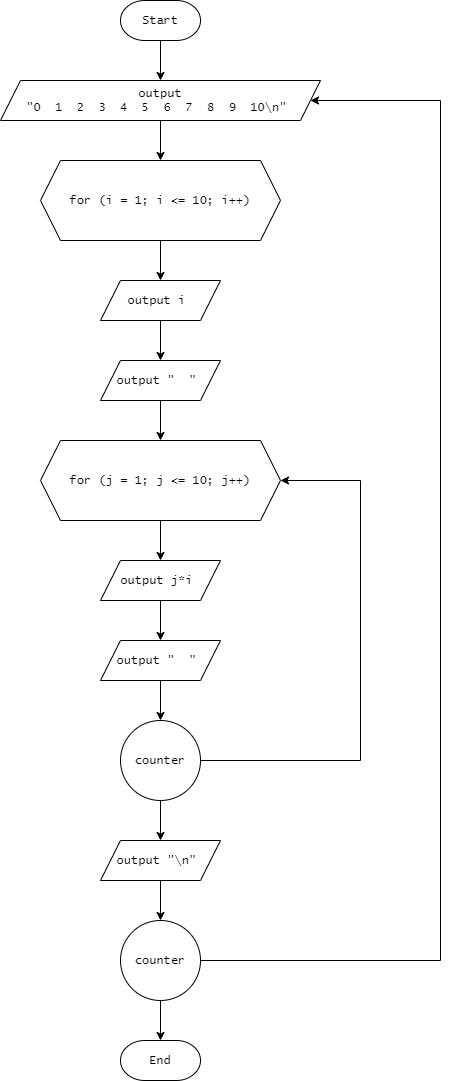 Start
output
"0  1  2  3  4  5  6  7  8  9  10\n"
for (i = 1; i <= 10; i++)
output i
output "  "
for (j = 1; j <= 10; j++)
output j*i
output "  "
counter
output "\n"
counter
End